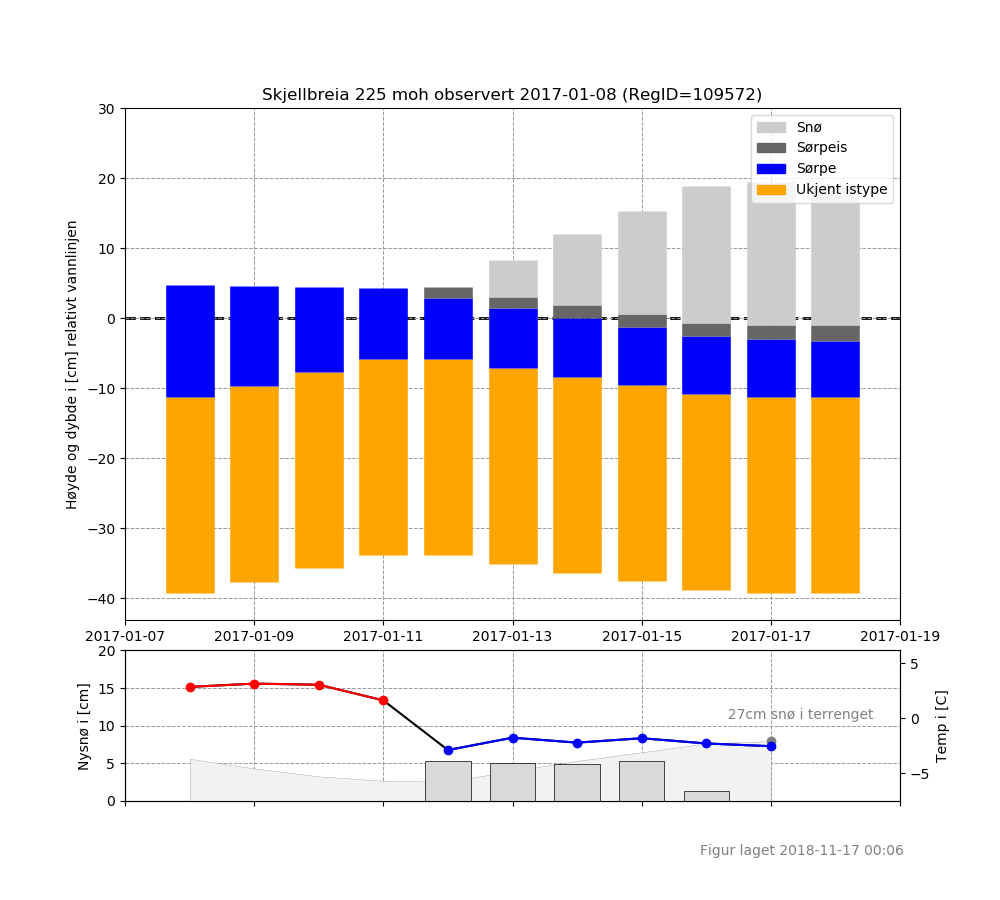 Skjellbreia 225 moh observert 2017-01-08 (RegID=109572)
Høyde og dybde i [cm] relativt vannlinjen
30
20
10
0
−10
−20
−30
−40
Snø
Sørpeis
Sørpe
Ukjent istype
2017-01-07 2017-01-09 2017-01-11 2017-01-13 2017-01-15 2017-01-17 2017-01-19
Nysnø i [cm]
20
15
10
5
0
27cm snø i terrenget
5
0
−5
Temp i [C]
Figur laget 2018-11-17 00:06